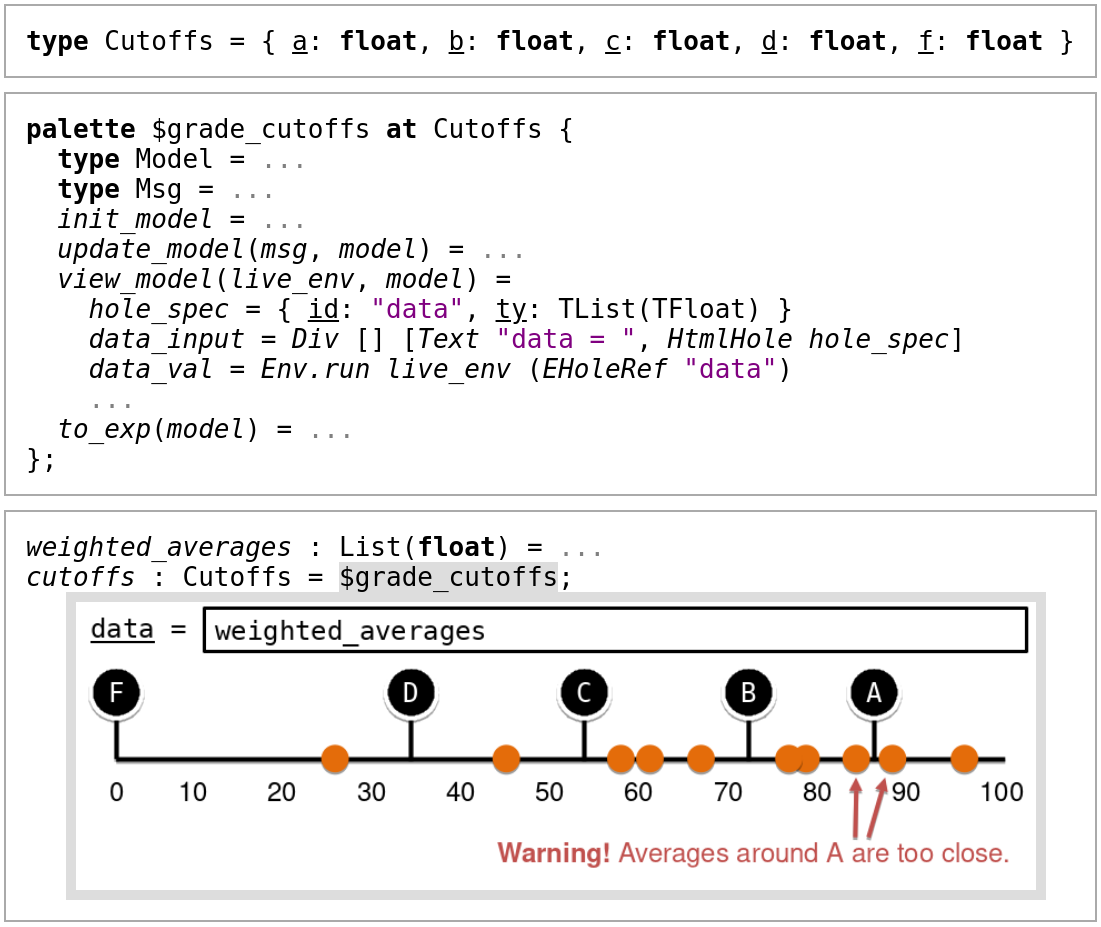 type Cutoffs = { a: float, b: float, c: float, d: float, f: float }
palette $grade_cutoffs at Cutoffs {
type Model = ...
type Msg = ...
init_model = ...
update_model(msg, model) = ...
view_model(live_env, model) =
hole_spec = { id: "data", ty: TList(TFloat) }
data_input = Div [] [Text "data = ", HtmlHole hole_spec]
data_val = Env.run live_env (EHoleRef "data")
...
to_exp(model) = ...
};
weighted_averages : List(float) = ...
cutoffs : Cutoffs = $grade_cutoffs;
data = weighted_averages
F D C B A
0 10 20 30 40 50 60 70 80 90 100
Warning! Averages around A are too close.